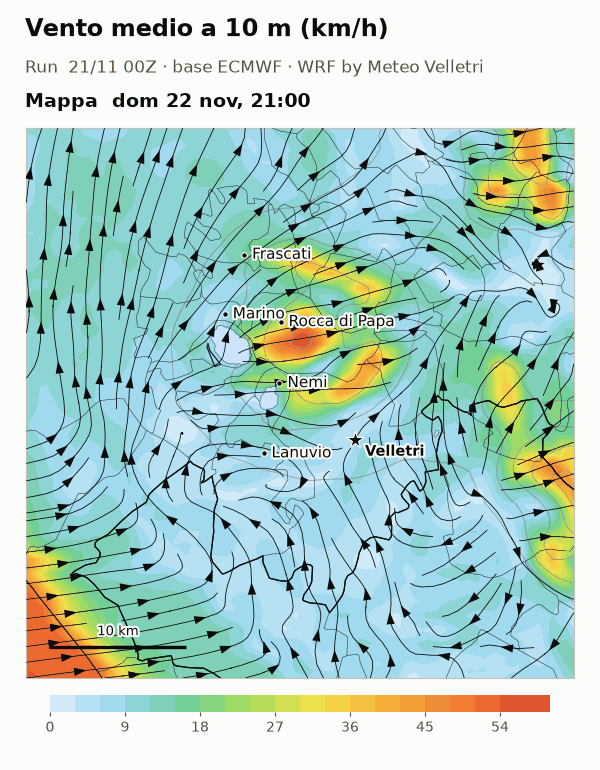 Vento medio a 10 m (km/h)
Run  21/11 00Z · base ECMWF · WRF by Meteo Velletri
Mappa  dom 22 nov, 21:00
Frascati
Marino
Rocca di Papa
Nemi
Velletri
Lanuvio
10 km
0 9 18 27 36 45 54